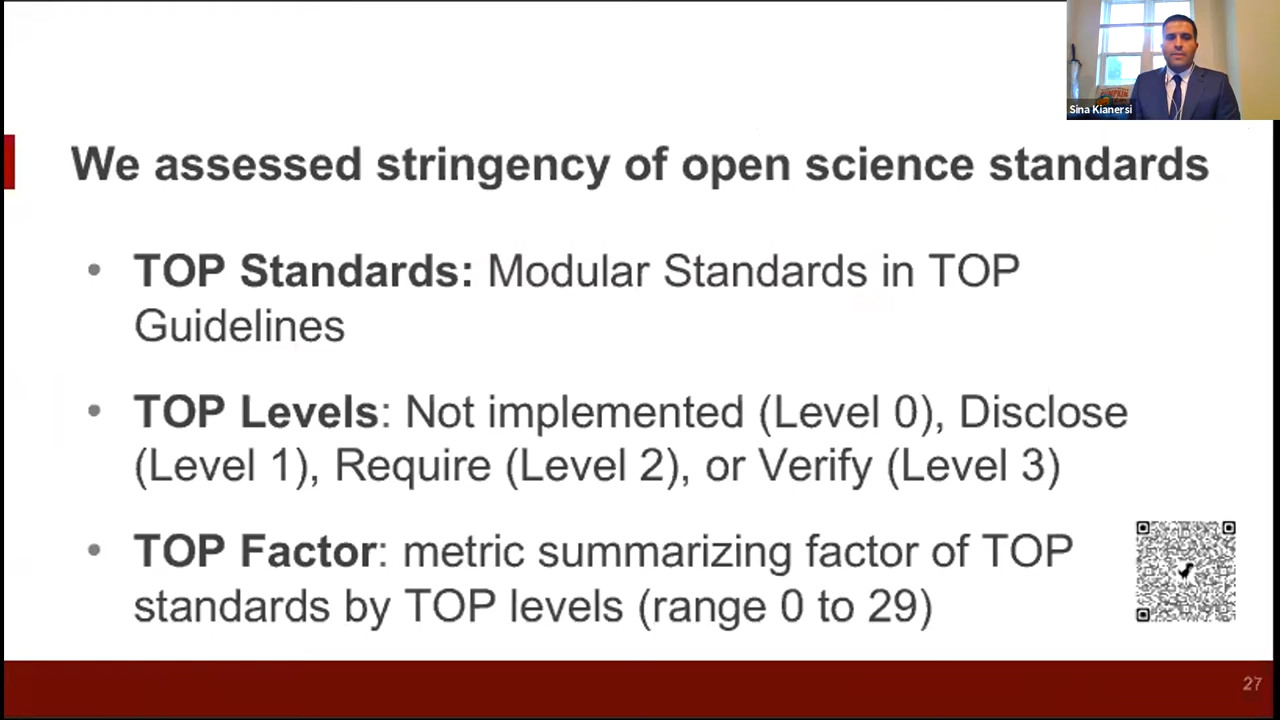 Sina Kianersi
We assessed stringency of open science standards
• TOP Standards: Modular Standards in TOP
Guidelines
• TOP Levels: Not implemented (Level 0), Disclose
(Level 1), Require (Level 2), or Verify (Level 3)
• TOP Factor: metric summarizing factor of TOP
standards by TOP levels (range 0 to 29)
27